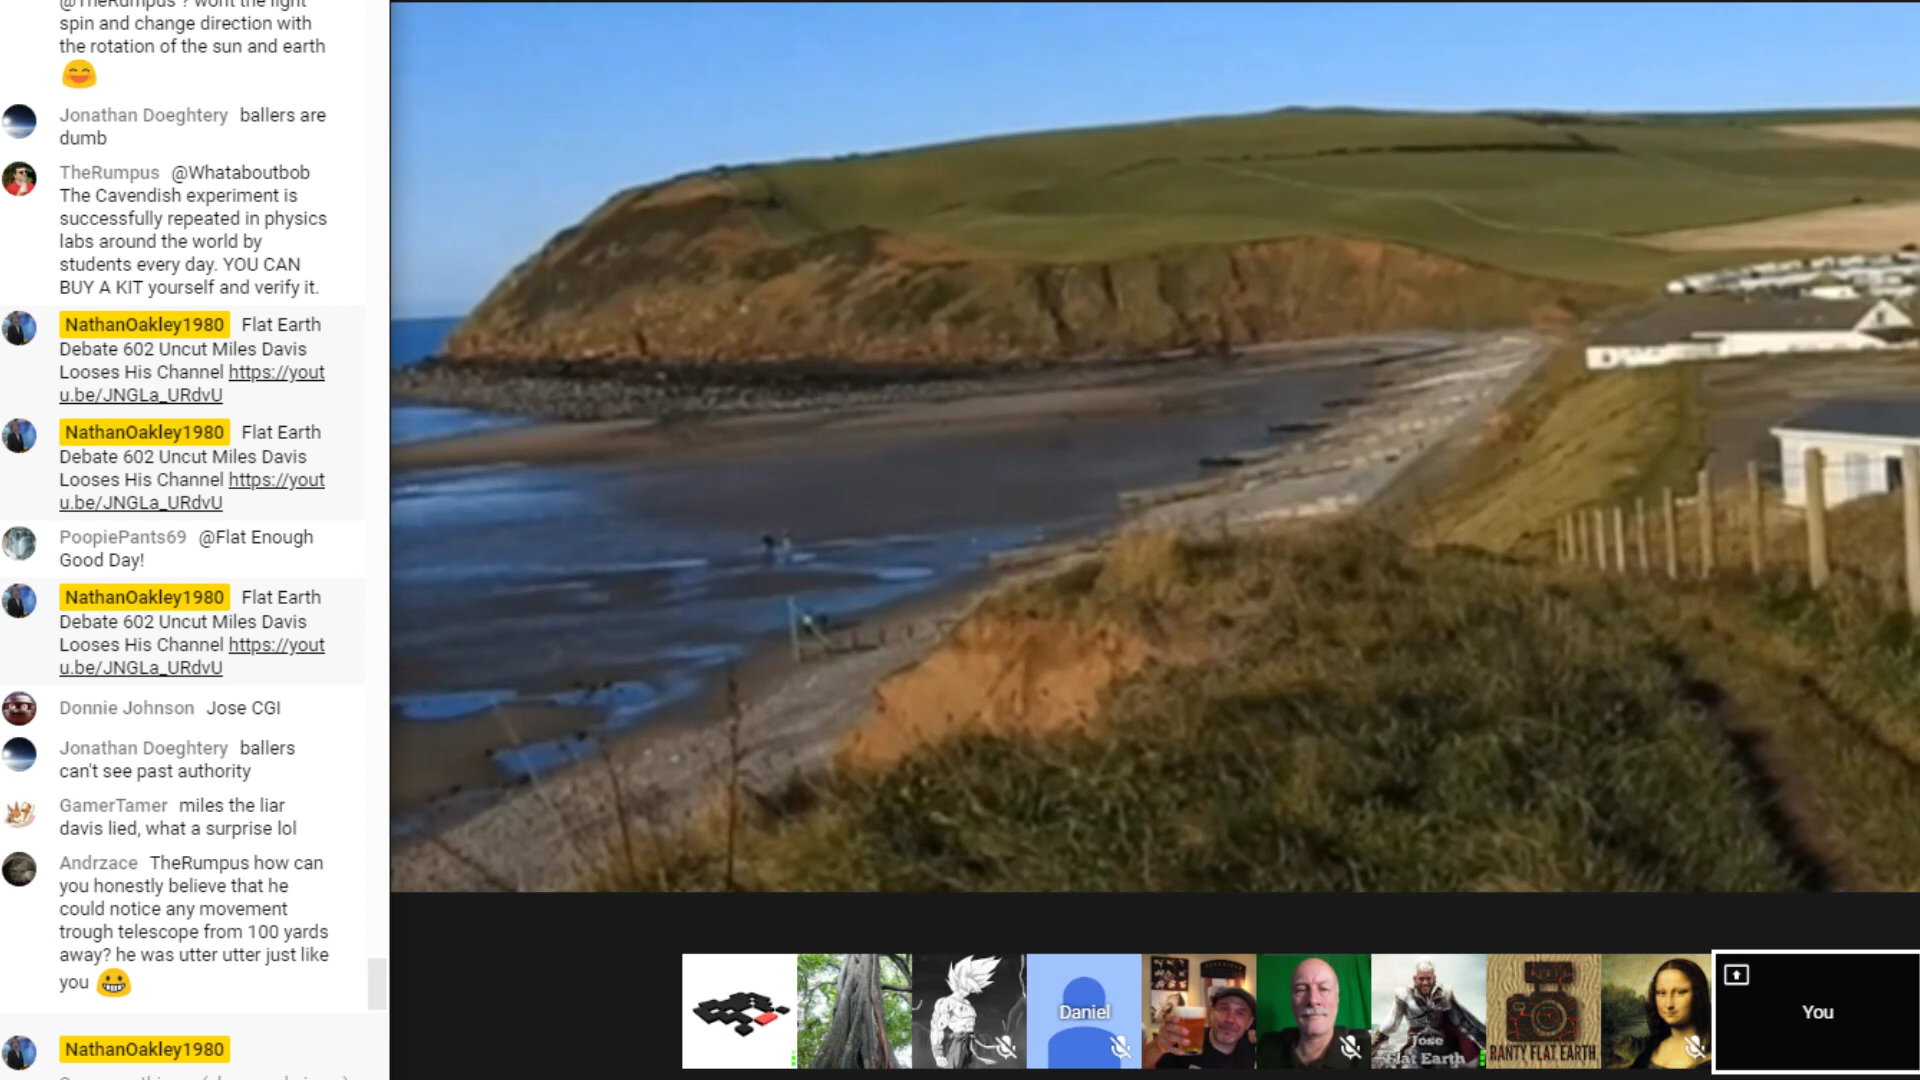 @TheRumpus ? wont the light
spin and change direction with
the rotation of the sun and earth
Jonathan Doeghtery ballers are
dumb
TheRumpus @Whataboutbob
The Cavendish experiment is
successfully repeated in physics
labs around the world by
students every day. YOU CAN
BUY A KIT yourself and verify it.
NathanOakley1980 Flat Earth
Debate 602 Uncut Miles Davis
Looses His Channel https://yout
u.be/JNGLa_URdvU
NathanOakley1980 Flat Earth
Debate 602 Uncut Miles Davis
Looses His Channel https://yout
u.be/JNGLa_URdvU
PoopiePants69 @Flat Enough
Good Day!
NathanOakley1980 Flat Earth
Debate 602 Uncut Miles Davis
Looses His Channel https://yout
u.be/JNGLa_URdvU
Donnie Johnson Jose CGI
Jonathan Doeghtery ballers
can't see past authority
GamerTamer miles the liar
davis lied, what a surprise lol
Andrzace TheRumpus how can
you honestly believe that he
could notice any movement
trough telescope from 100 yards
away? he was utter utter just like
you
NathanOakley1980
Daniel
Jose
Flat Earth
RANTY FLAT EARTH
You